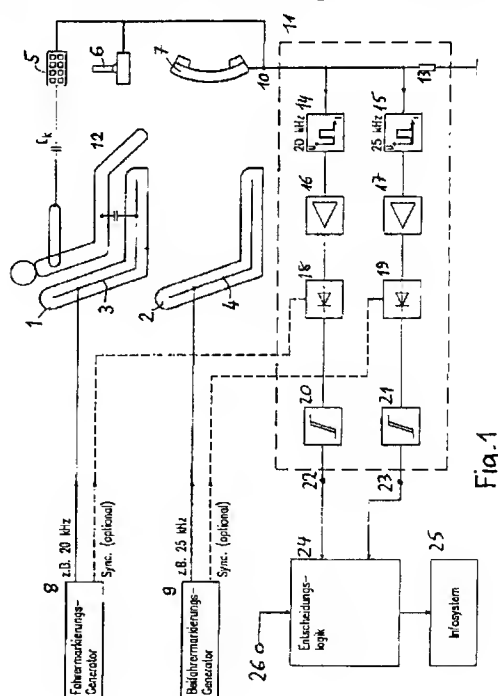 5
C_k
6
7
10
11
12
13
1
3
2
4
20 kHz
14
U
25 kHz
15
U
16
17
18
19
20
21
22
23
8
z.B. 20 kHz
Sync. (optional)
Fahrermarkierungs-
Generator
9
z.B. 25 kHz
Sync. (optional)
Beifahrermarkierungs-
Generator
24
Entscheidungs-
logik
26
25
Infosystem
Fig.1